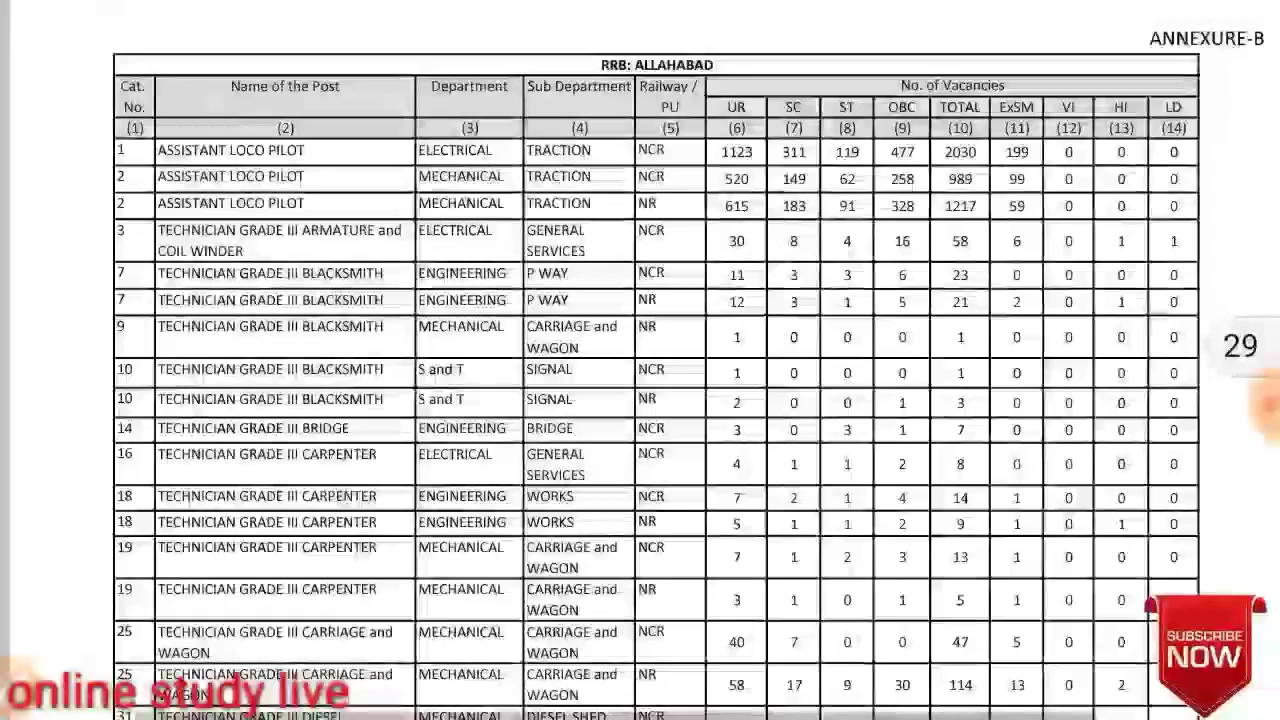 ANNEXURE-B
RRB: ALLAHABAD
Cat. No. Name of the Post Department Sub Department Railway / PU No. of Vacancies
UR SC ST OBC TOTAL ExSM VI HI LD
(1) (2) (3) (4) (5) (6) (7) (8) (9) (10) (11) (12) (13) (14)
1 ASSISTANT LOCO PILOT ELECTRICAL TRACTION NCR 1123 311 119 477 2030 199 0 0 0
2 ASSISTANT LOCO PILOT MECHANICAL TRACTION NCR 520 149 62 258 989 99 0 0 0
2 ASSISTANT LOCO PILOT MECHANICAL TRACTION NR 615 183 91 328 1217 59 0 0 0
3 TECHNICIAN GRADE III ARMATURE and COIL WINDER ELECTRICAL GENERAL SERVICES NCR 30 8 4 16 58 6 0 1 1
7 TECHNICIAN GRADE III BLACKSMITH ENGINEERING P WAY NCR 11 3 3 6 23 0 0 0 0
7 TECHNICIAN GRADE III BLACKSMITH ENGINEERING P WAY NR 12 3 1 5 21 2 0 1 0
9 TECHNICIAN GRADE III BLACKSMITH MECHANICAL CARRIAGE and WAGON NR 1 0 0 0 1 0 0 0 0
10 TECHNICIAN GRADE III BLACKSMITH S and T SIGNAL NCR 1 0 0 0 1 0 0 0 0
10 TECHNICIAN GRADE III BLACKSMITH S and T SIGNAL NR 2 0 0 1 3 0 0 0 0
14 TECHNICIAN GRADE III BRIDGE ENGINEERING BRIDGE NCR 3 0 3 1 7 0 0 0 0
16 TECHNICIAN GRADE III CARPENTER ELECTRICAL GENERAL SERVICES NCR 4 1 1 2 8 0 0 0 0
18 TECHNICIAN GRADE III CARPENTER ENGINEERING WORKS NCR 7 2 1 4 14 1 0 0 0
18 TECHNICIAN GRADE III CARPENTER ENGINEERING WORKS NR 5 1 1 2 9 1 0 1 0
19 TECHNICIAN GRADE III CARPENTER MECHANICAL CARRIAGE and WAGON NCR 7 1 2 3 13 1 0 0 0
19 TECHNICIAN GRADE III CARPENTER MECHANICAL CARRIAGE and WAGON NR 3 1 0 1 5 1 0 0
25 TECHNICIAN GRADE III CARRIAGE and WAGON MECHANICAL CARRIAGE and WAGON NCR 40 7 0 0 47 5 0 0
25 TECHNICIAN GRADE III CARRIAGE and WAGON MECHANICAL CARRIAGE and WAGON NR 58 17 9 30 114 13 0 2
31 TECHNICIAN GRADE III DIESEL MECHANICAL DIESEL SHED NCR
29
SUBSCRIBE
NOW
online study live